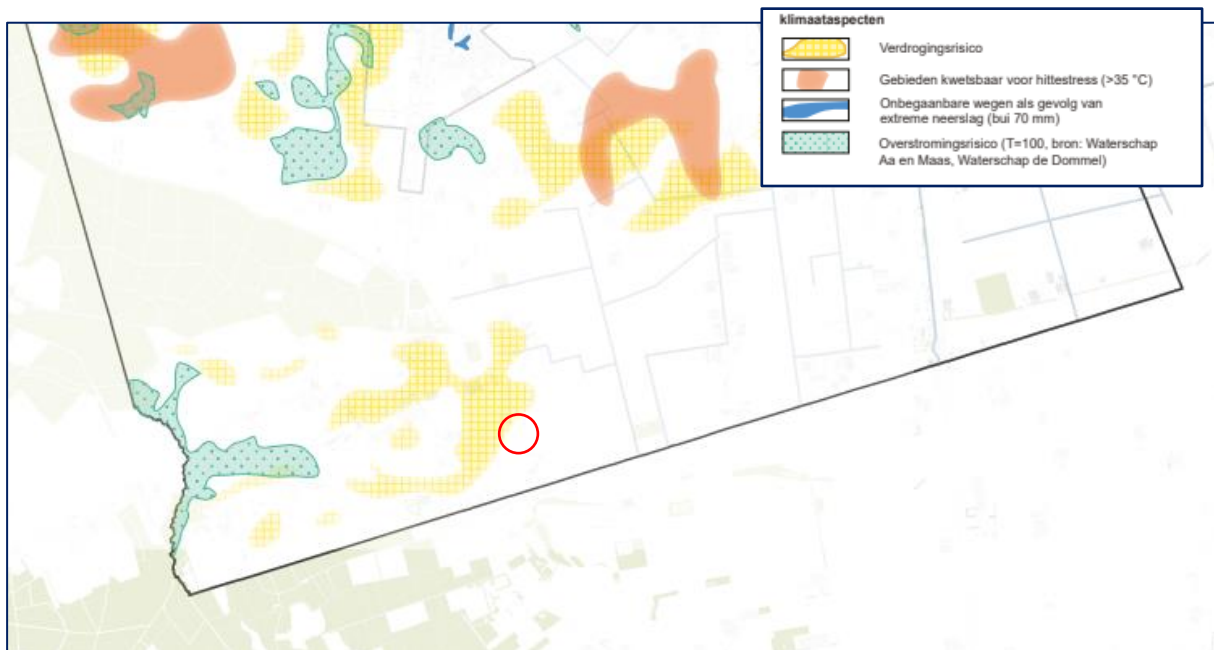 klimaataspecten
Verdrogingsrisico
Gebieden kwetsbaar voor hittestress (>35 °C)
Onbegaanbare wegen als gevolg van
extreme neerslag (bui 70 mm)
Overstromingsrisico (T=100, bron: Waterschap
Aa en Maas, Waterschap de Dommel)